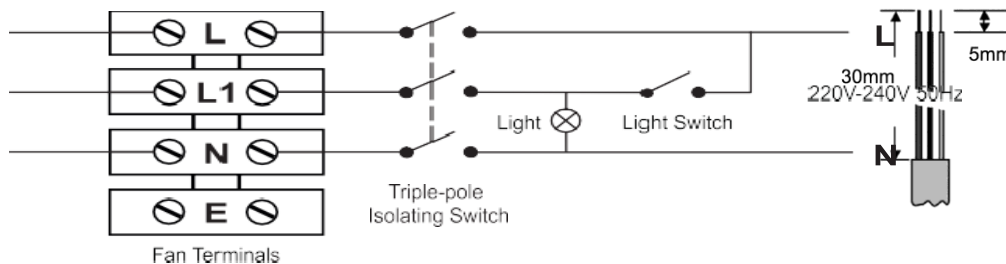 L
L1
N
E
Fan Terminals
Triple-pole
Isolating Switch
Light
Light Switch
L
30mm
220V-240V 50Hz
N
5mm